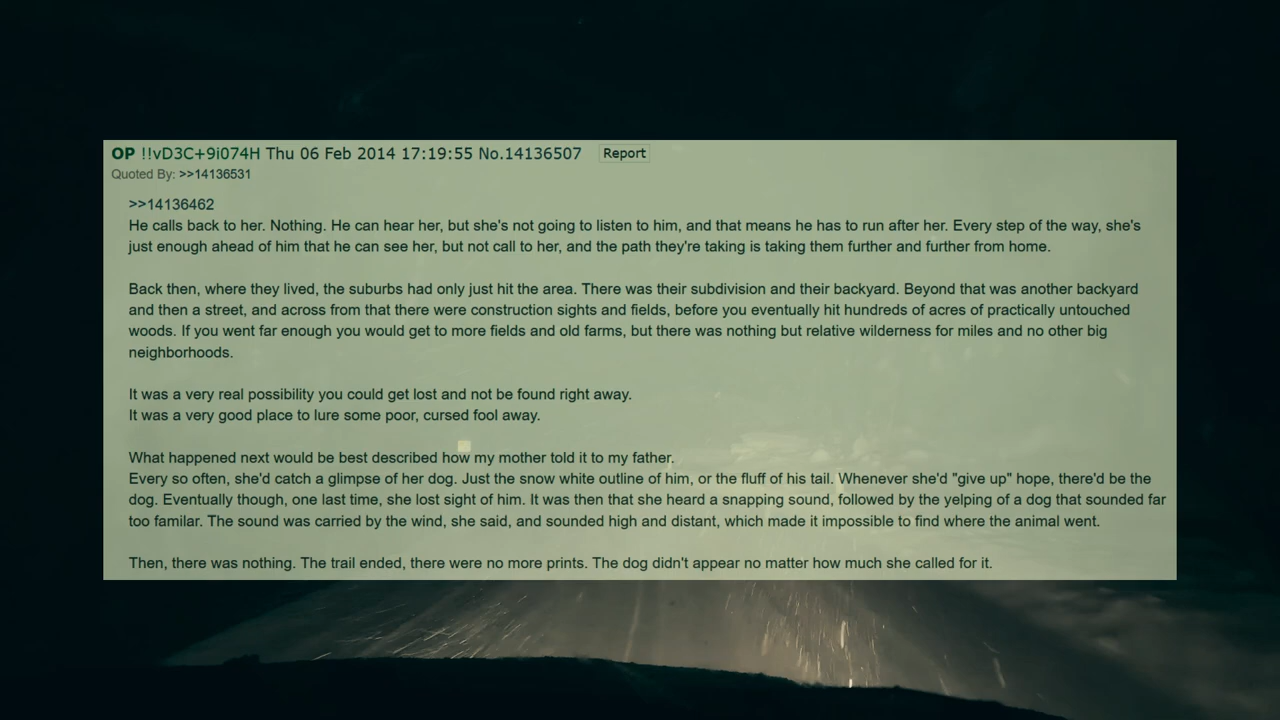 OP !!vD3C+9i074H Thu 06 Feb 2014 17:19:55 No.14136507 Report
Quoted By: >>14136531
>>14136462
He calls back to her. Nothing. He can hear her, but she's not going to listen to him, and that means he has to run after her. Every step of the way, she's
just enough ahead of him that he can see her, but not call to her, and the path they're taking is taking them further and further from home.
Back then, where they lived, the suburbs had only just hit the area. There was their subdivision and their backyard. Beyond that was another backyard
and then a street, and across from that there were construction sights and fields, before you eventually hit hundreds of acres of practically untouched
woods. If you went far enough you would get to more fields and old farms, but there was nothing but relative wilderness for miles and no other big
neighborhoods.
It was a very real possibility you could get lost and not be found right away.
It was a very good place to lure some poor, cursed fool away.
What happened next would be best described how my mother told it to my father.
Every so often, she'd catch a glimpse of her dog. Just the snow white outline of him, or the fluff of his tail. Whenever she'd "give up" hope, there'd be the
dog. Eventually though, one last time, she lost sight of him. It was then that she heard a snapping sound, followed by the yelping of a dog that sounded far
too familar. The sound was carried by the wind, she said, and sounded high and distant, which made it impossible to find where the animal went.
Then, there was nothing. The trail ended, there were no more prints. The dog didn't appear no matter how much she called for it.